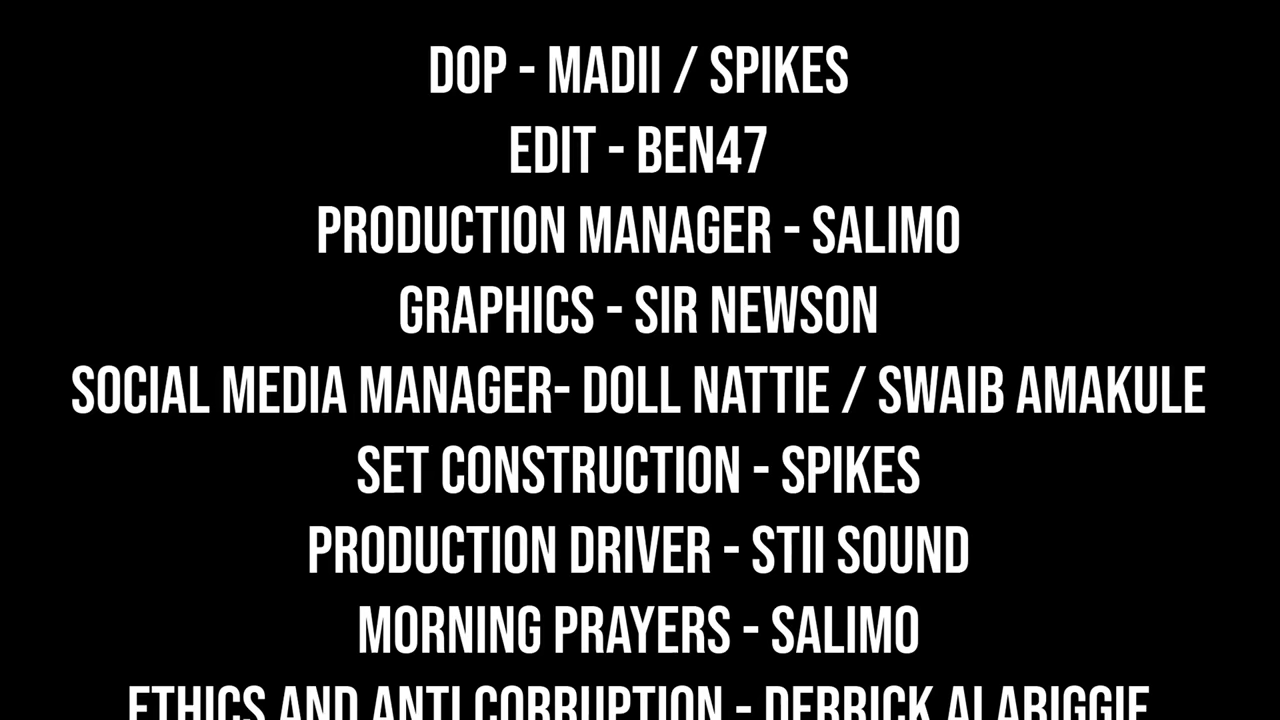 DOP - MADII / SPIKES
EDIT - BEN47
PRODUCTION MANAGER - SALIMO
GRAPHICS - SIR NEWSON
SOCIAL MEDIA MANAGER- DOLL NATTIE / SWAIB AMAKULE
SET CONSTRUCTION - SPIKES
PRODUCTION DRIVER - STII SOUND
MORNING PRAYERS - SALIMO
ETHICS AND ANTI CORRUPTION - DERRICK